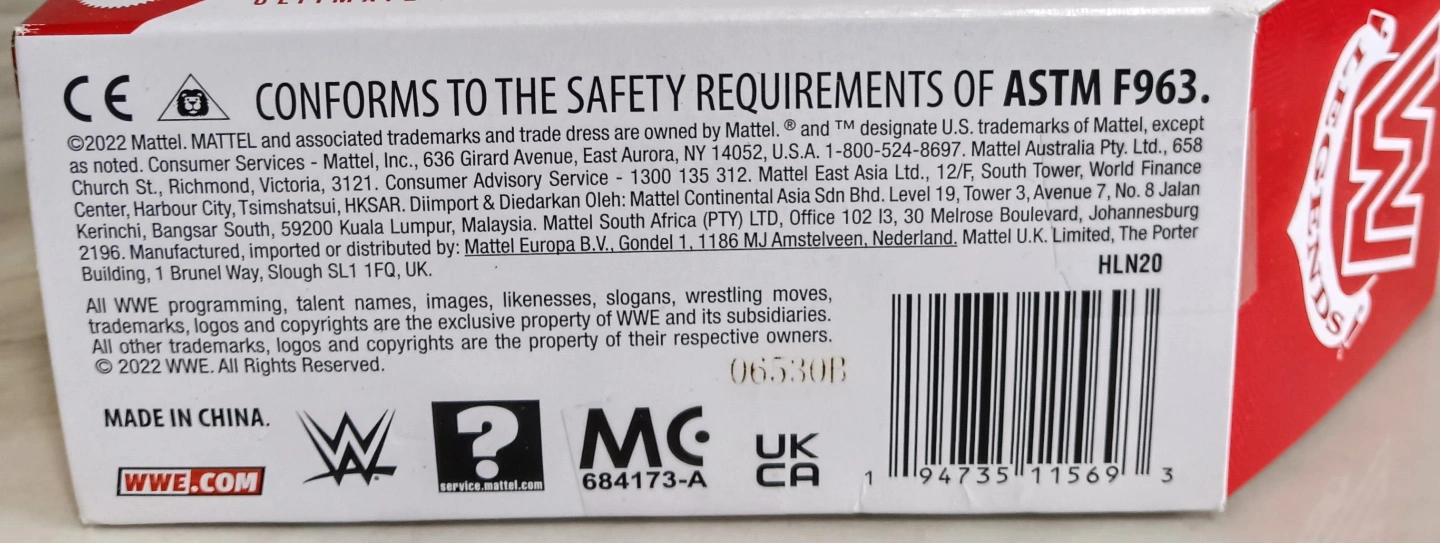 CE CONFORMS TO THE SAFETY REQUIREMENTS OF ASTM F963.
©2022 Mattel. MATTEL and associated trademarks and trade dress are owned by Mattel. ® and ™ designate U.S. trademarks of Mattel, except
as noted. Consumer Services - Mattel, Inc., 636 Girard Avenue, East Aurora, NY 14052, U.S.A. 1-800-524-8697. Mattel Australia Pty. Ltd., 658
Church St., Richmond, Victoria, 3121. Consumer Advisory Service - 1300 135 312. Mattel East Asia Ltd., 12/F, South Tower, World Finance
Center, Harbour City, Tsimshatsui, HKSAR. Diimport & Diedarkan Oleh: Mattel Continental Asia Sdn Bhd. Level 19, Tower 3, Avenue 7, No. 8 Jalan
Kerinchi, Bangsar South, 59200 Kuala Lumpur, Malaysia. Mattel South Africa (PTY) LTD, Office 102 I3, 30 Melrose Boulevard, Johannesburg
2196. Manufactured, imported or distributed by: Mattel Europa B.V., Gondel 1, 1186 MJ Amstelveen, Nederland. Mattel U.K. Limited, The Porter
Building, 1 Brunel Way, Slough SL1 1FQ, UK.
HLN20
All WWE programming, talent names, images, likenesses, slogans, wrestling moves,
trademarks, logos and copyrights are the exclusive property of WWE and its subsidiaries.
All other trademarks, logos and copyrights are the property of their respective owners.
© 2022 WWE. All Rights Reserved.
06530B
MADE IN CHINA.
WWE.COM
W
?
service.mattel.com
MC
684173-A
UK
CA
1 94735 11569 3
LEGENDS